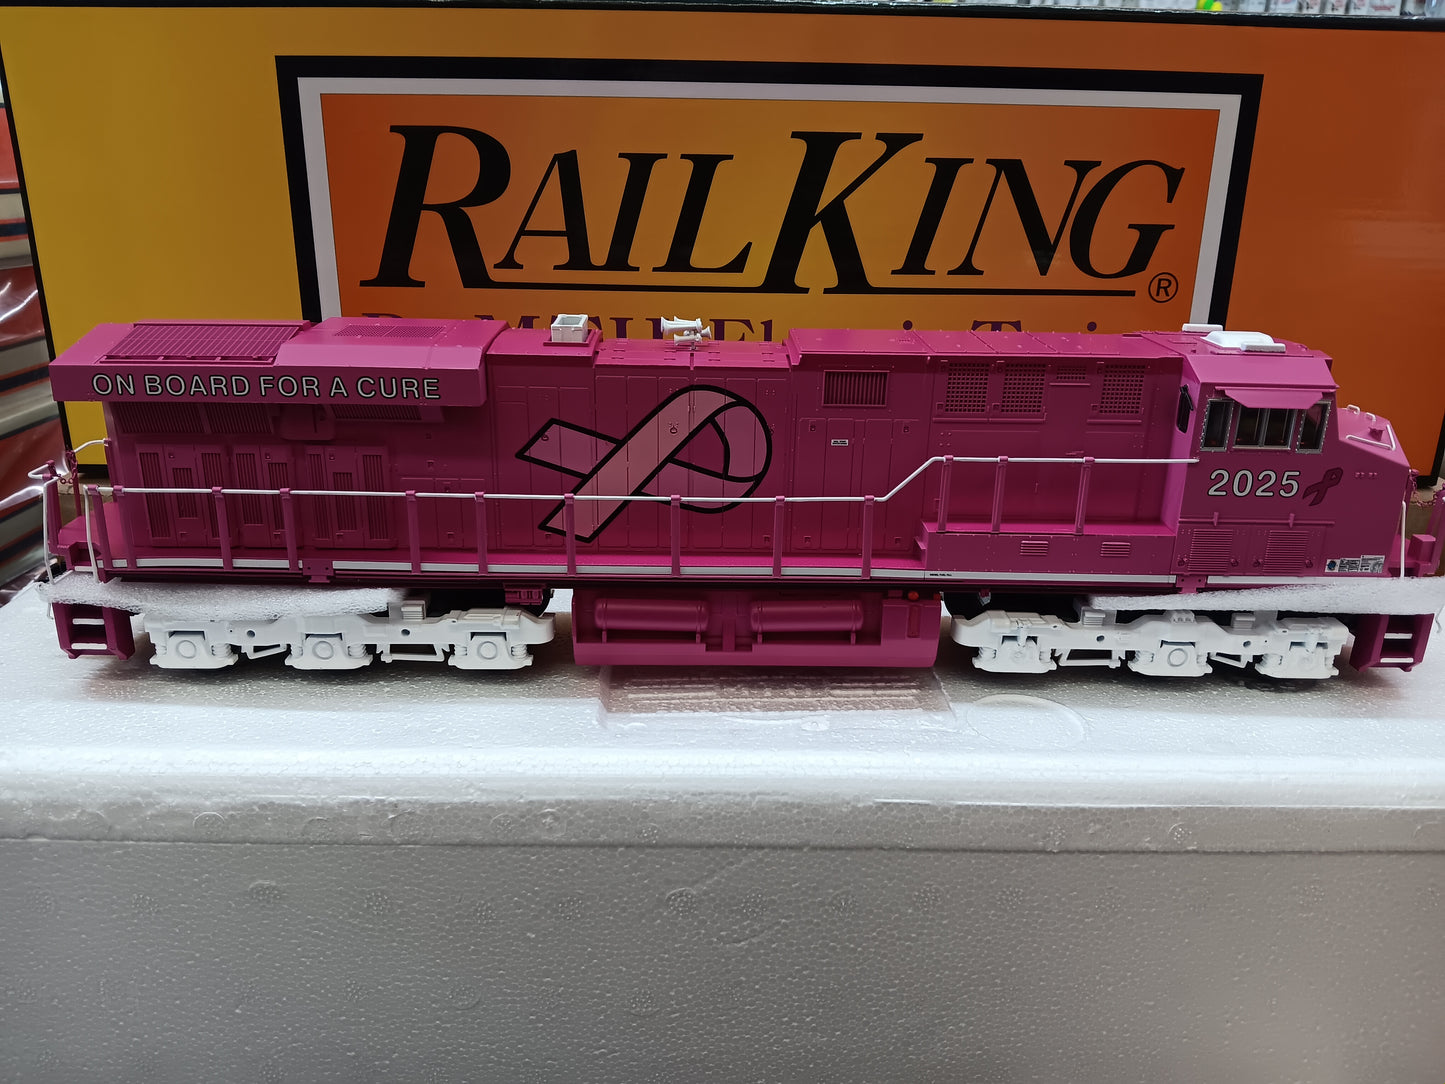 RAILKING®
ON BOARD FOR A CURE
2025